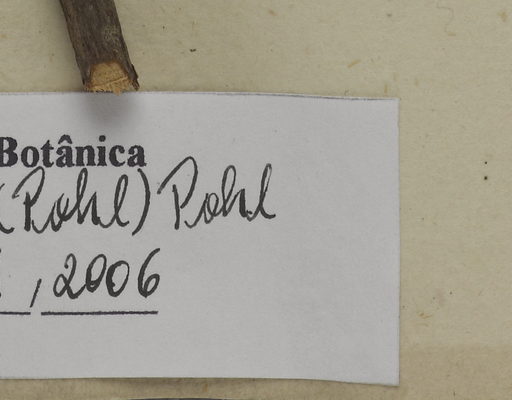 Botânica
(Pohl) Pohl
, 2006